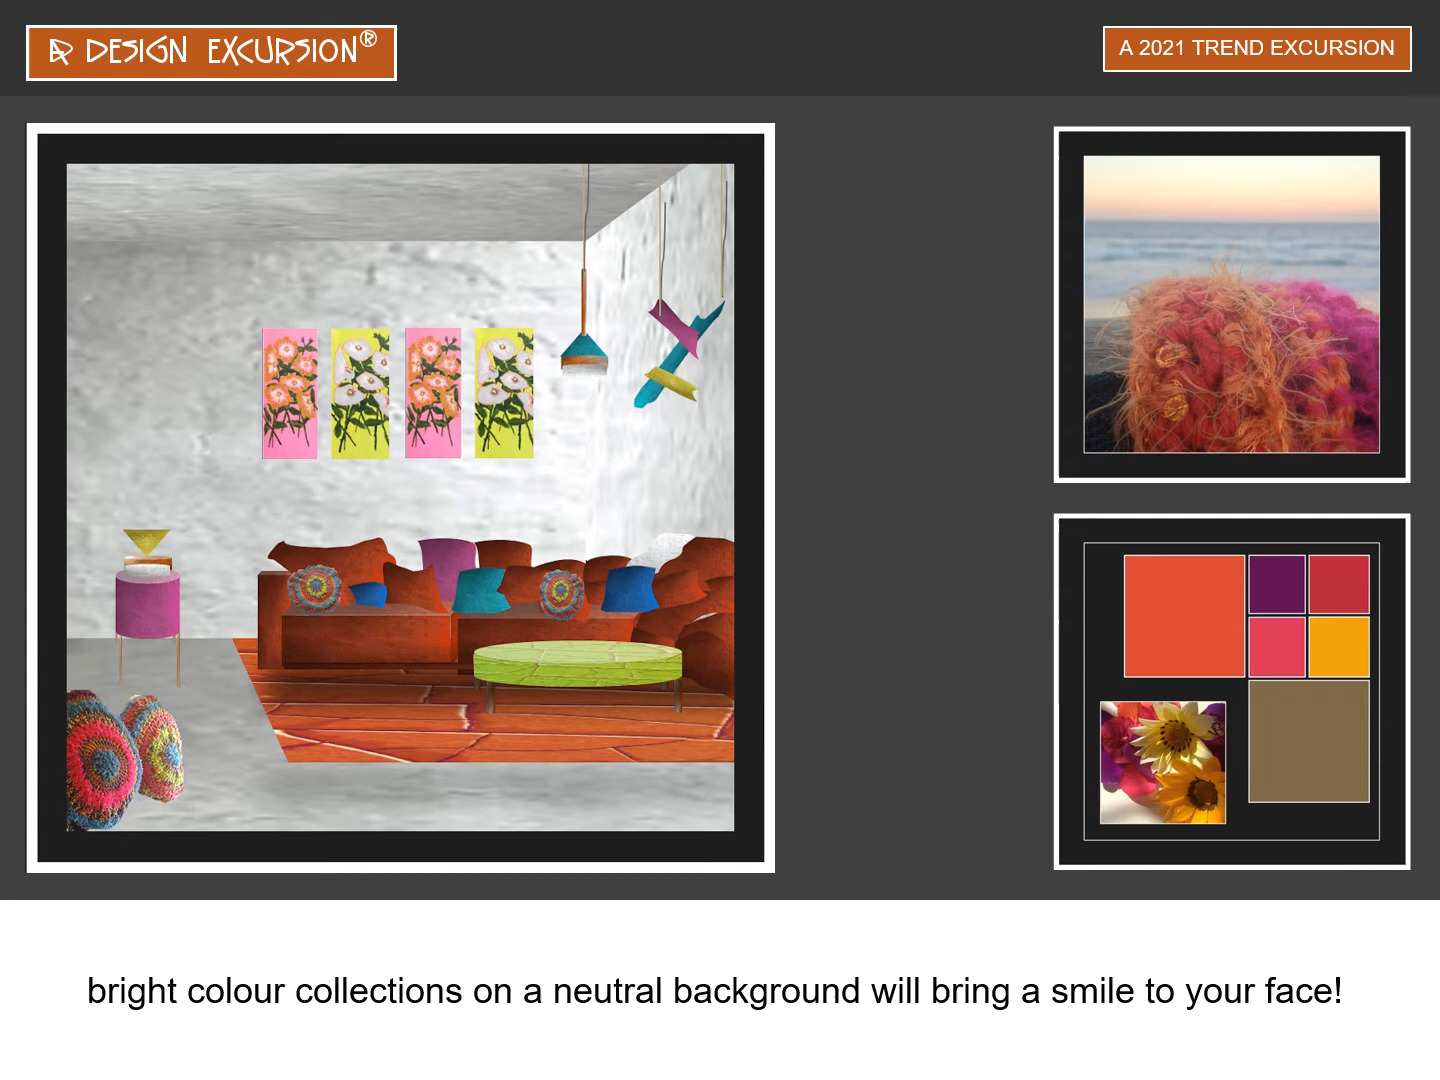 A DESIGN EXCURSION®
A 2021 TREND EXCURSION
bright colour collections on a neutral background will bring a smile to your face!